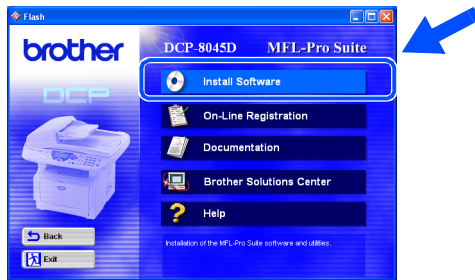 Flash
brother
DCP-8045D MFL-Pro Suite
DCP
Install Software
On-Line Registration
Documentation
Brother Solutions Center
Help
Back
Exit
Installation of the MFL-Pro Suite software and utilities.